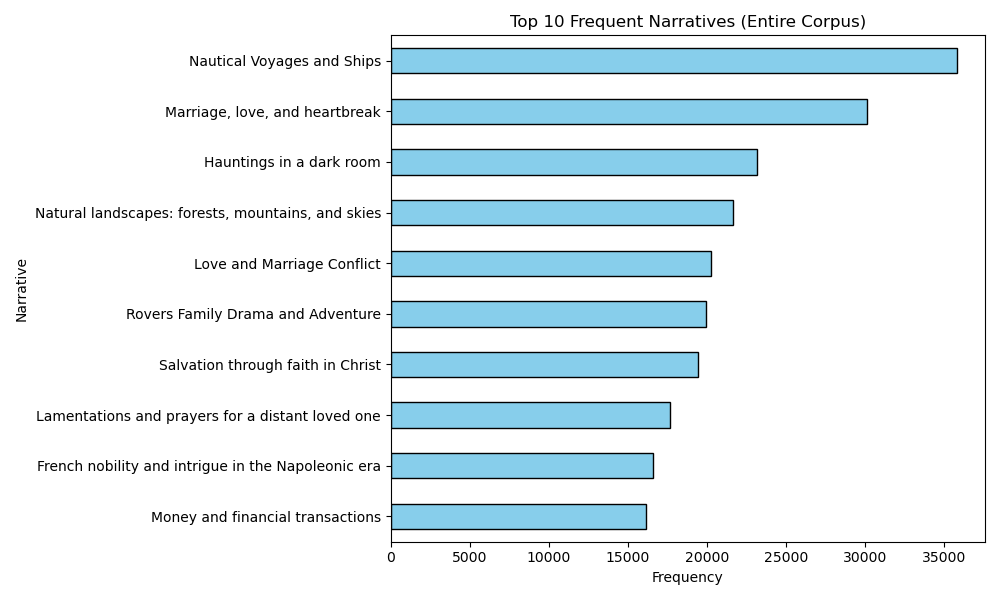 Top 10 Frequent Narratives (Entire Corpus)
Nautical Voyages and Ships
Marriage, love, and heartbreak
Hauntings in a dark room
Natural landscapes: forests, mountains, and skies
Love and Marriage Conflict
Rovers Family Drama and Adventure
Salvation through faith in Christ
Lamentations and prayers for a distant loved one
French nobility and intrigue in the Napoleonic era
Money and financial transactions
Narrative
0 5000 10000 15000 20000 25000 30000 35000
Frequency